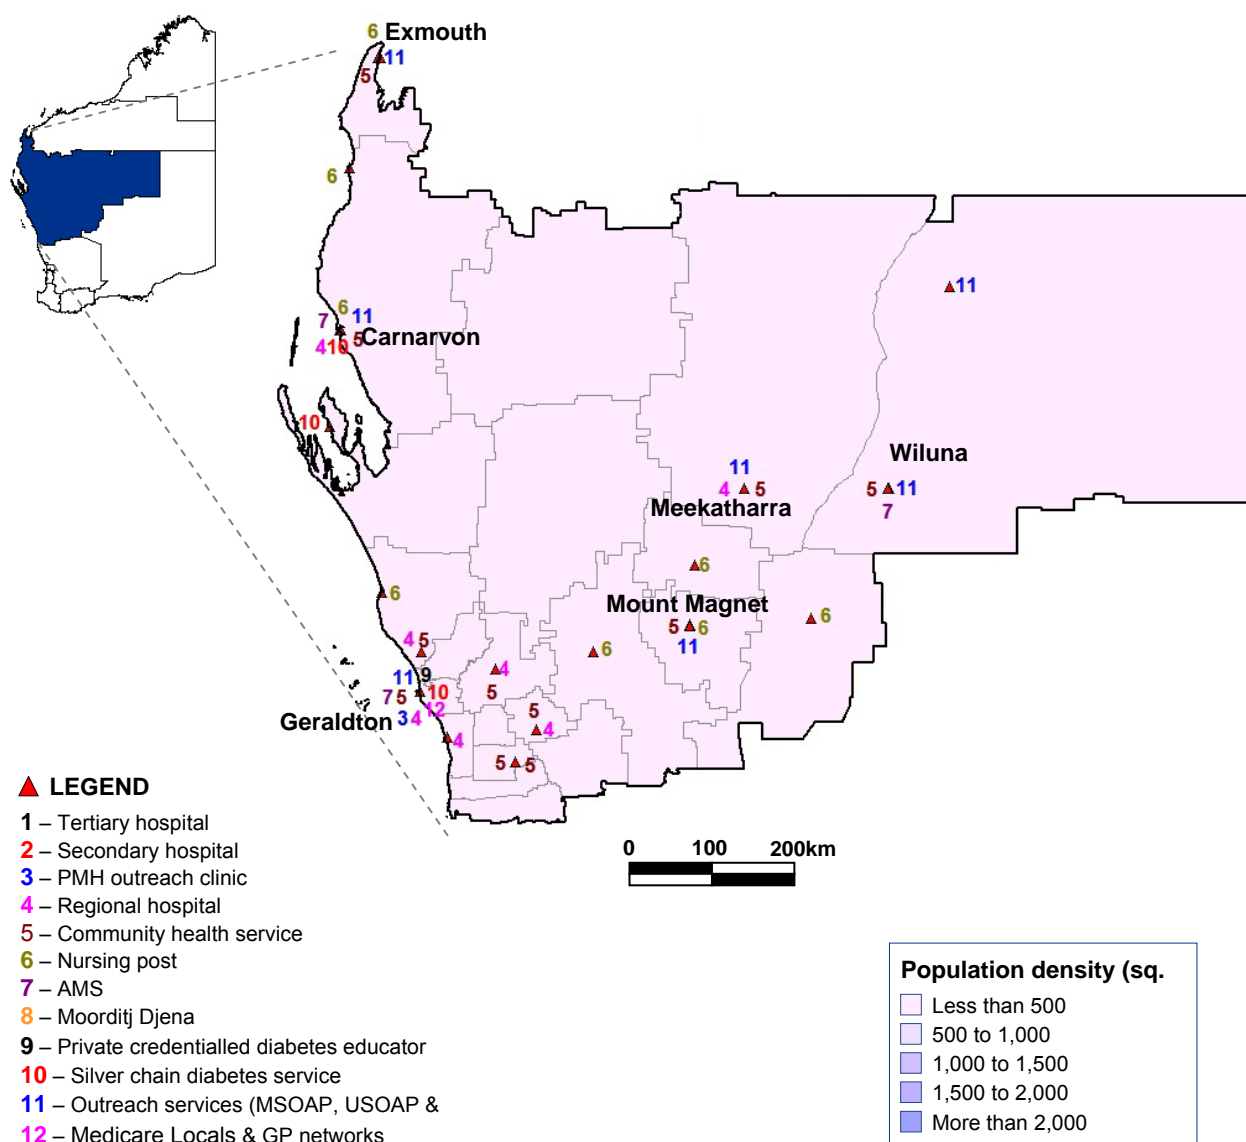 6 Exmouth
11
5
6
11
6
7
11
5 Carnarvon
4 10
10
Wiluna
11
4 5
5 11
Meekatharra
7
6
6
Mount Magnet
6
5 6
4 5
6
11
11 9
4
7 5 10
5
12
Geraldton
3 4
5
4
4
5 5
LEGEND
1 – Tertiary hospital
2 – Secondary hospital
3 – PMH outreach clinic
4 – Regional hospital
5 – Community health service
6 – Nursing post
7 – AMS
8 – Moorditj Djena
9 – Private credentialled diabetes educator
10 – Silver chain diabetes service
11 – Outreach services (MSOAP, USOAP &
12 – Medicare Locals & GP networks
0 100 200km
Population density (sq.
Less than 500
500 to 1,000
1,000 to 1,500
1,500 to 2,000
More than 2,000